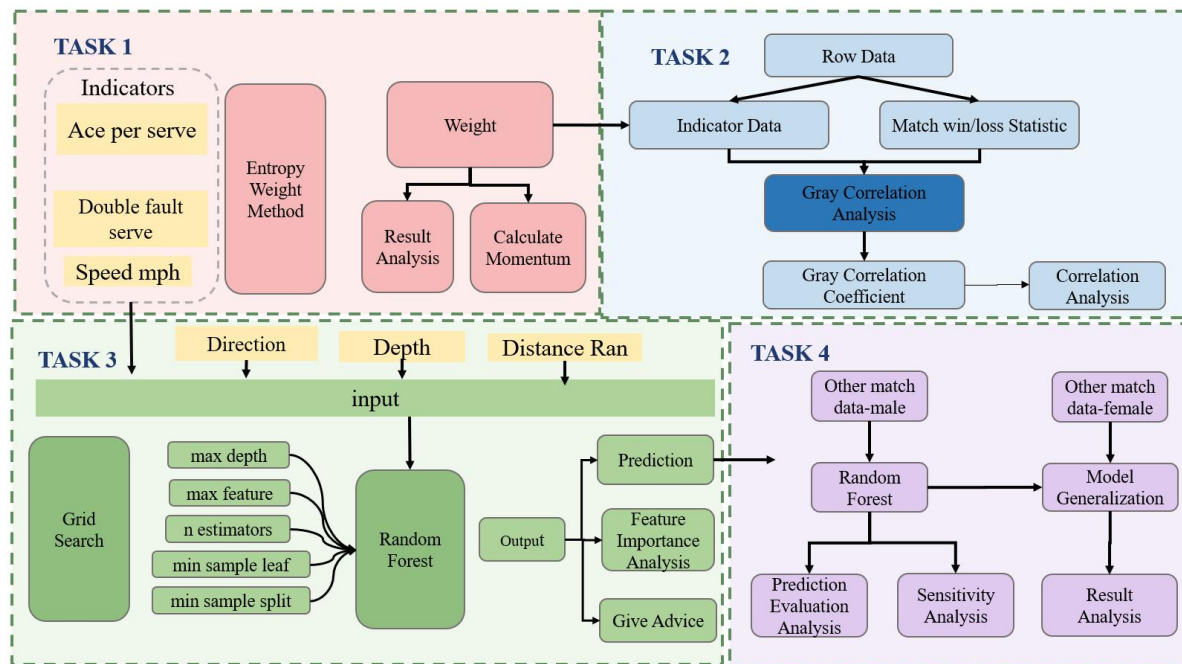 TASK 1
Indicators
Ace per serve
Double fault
serve
Speed mph
Entropy
Weight
Method
Weight
Result
Analysis
Calculate
Momentum
TASK 2
Row Data
Indicator Data
Match win/loss Statistic
Gray Correlation
Analysis
Gray Correlation
Coefficient
Correlation
Analysis
TASK 3
Direction
Depth
Distance Ran
input
Grid
Search
max depth
max feature
n estimators
min sample leaf
min sample split
Random
Forest
Output
Prediction
Feature
Importance
Analysis
Give Advice
TASK 4
Other match
data-male
Other match
data-female
Random
Forest
Model
Generalization
Prediction
Evaluation
Analysis
Sensitivity
Analysis
Result
Analysis